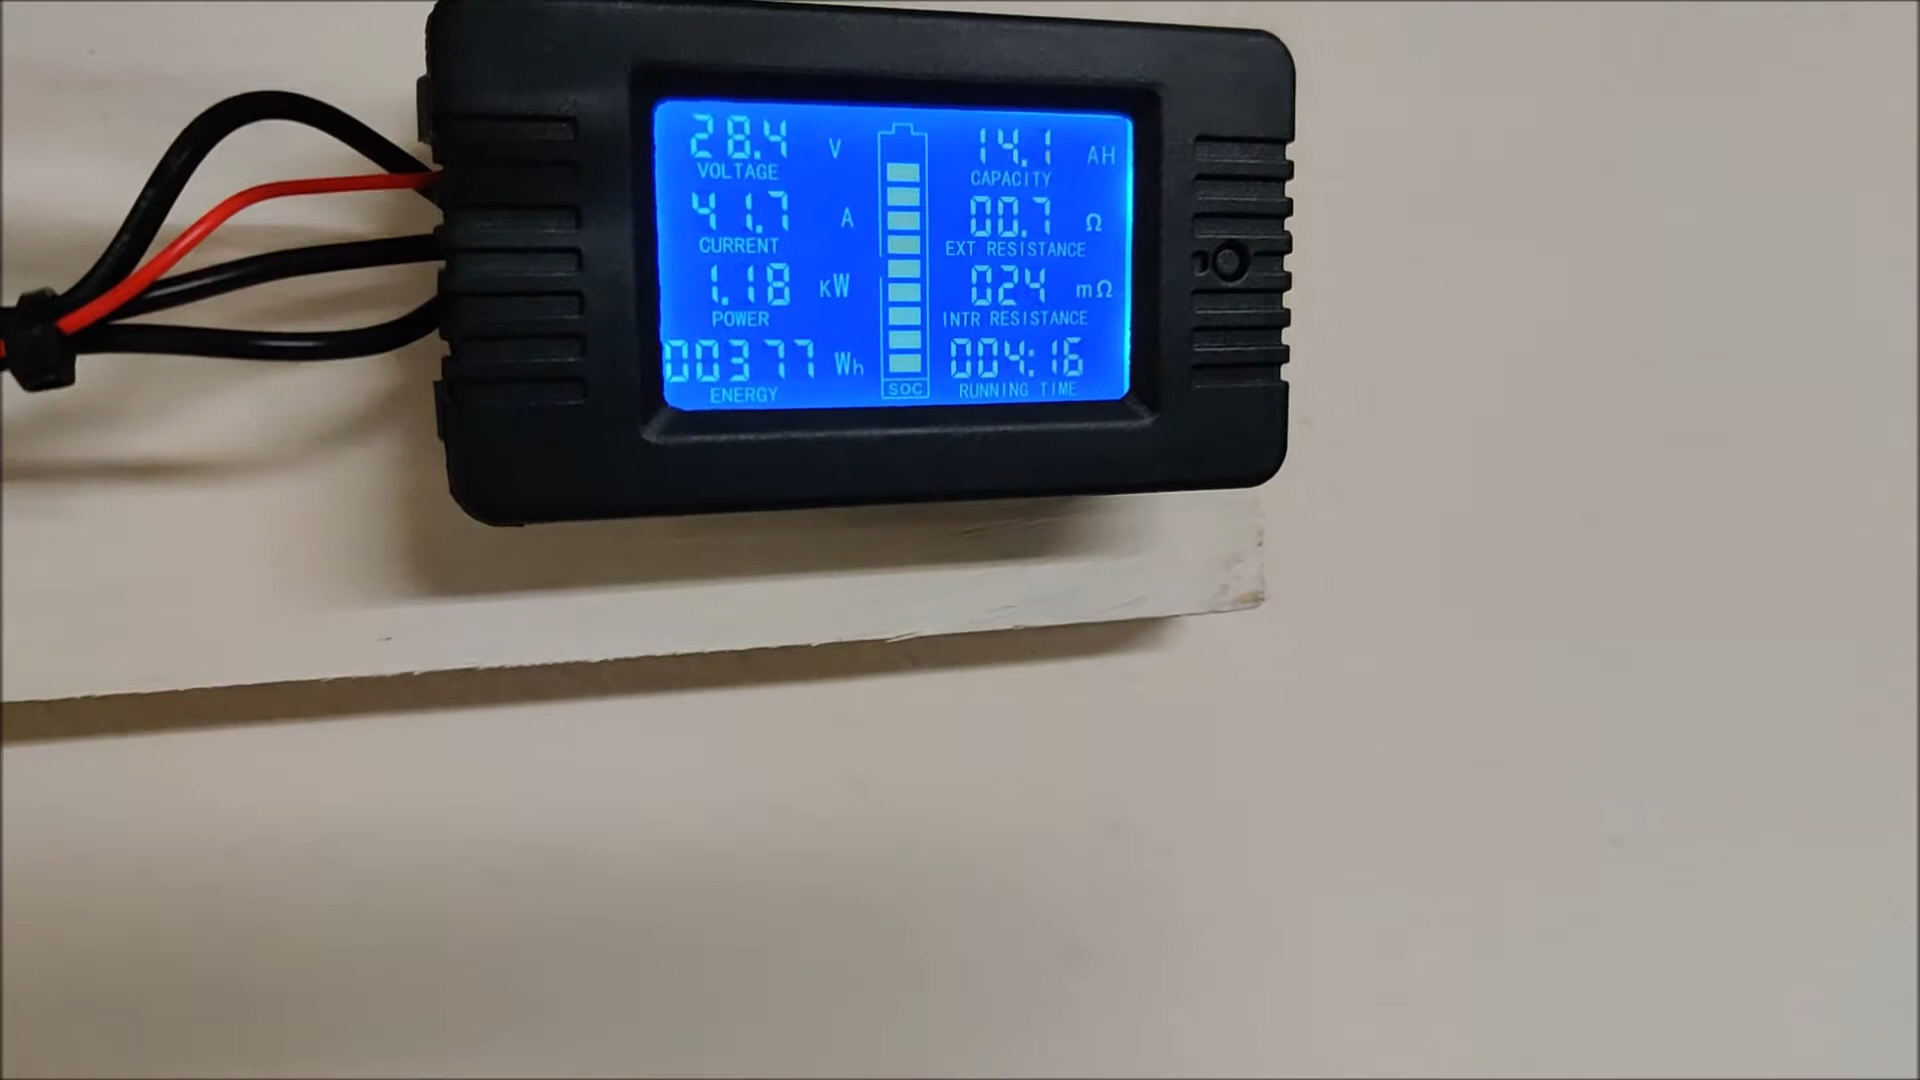 28.4 V
VOLTAGE
41.7 A
CURRENT
1.18 KW
POWER
00377 Wh
ENERGY
SOC
14.1 AH
CAPACITY
00.7 Ω
EXT RESISTANCE
024 mΩ
INTR RESISTANCE
004:16
RUNNING TIME